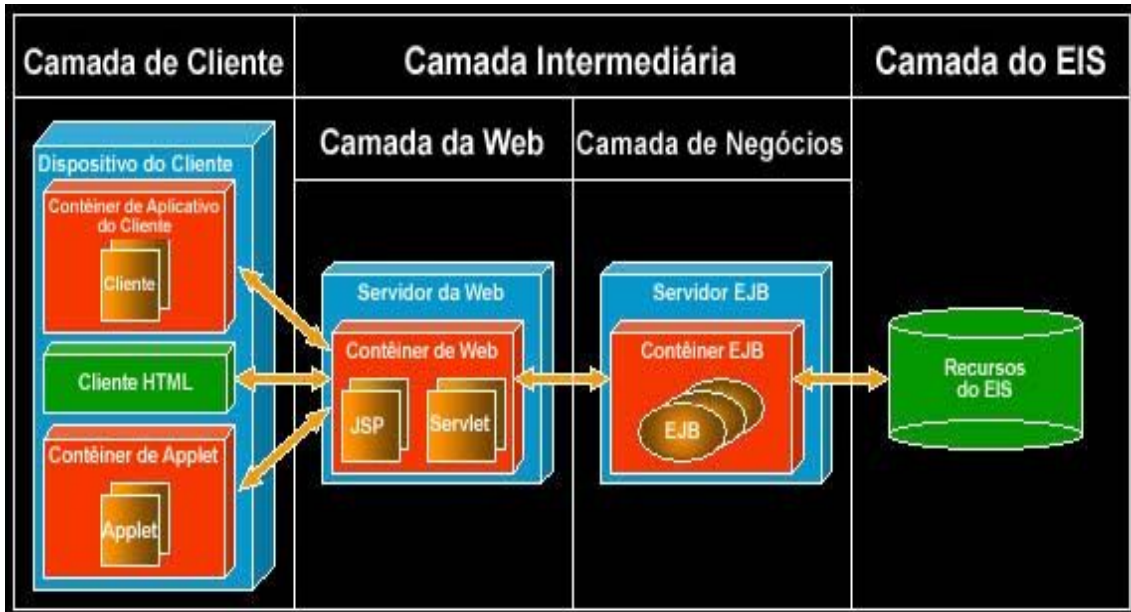 Camada de Cliente
Camada Intermediária
Camada do EIS
Camada da Web
Camada de Negócios
Dispositivo do Cliente
Contêiner de Aplicativo
do Cliente
Cliente
Cliente HTML
Contêiner de Applet
Applet
Servidor da Web
Contêiner de Web
JSP
Servlet
Servidor EJB
Contêiner EJB
EJB
Recursos
do EIS